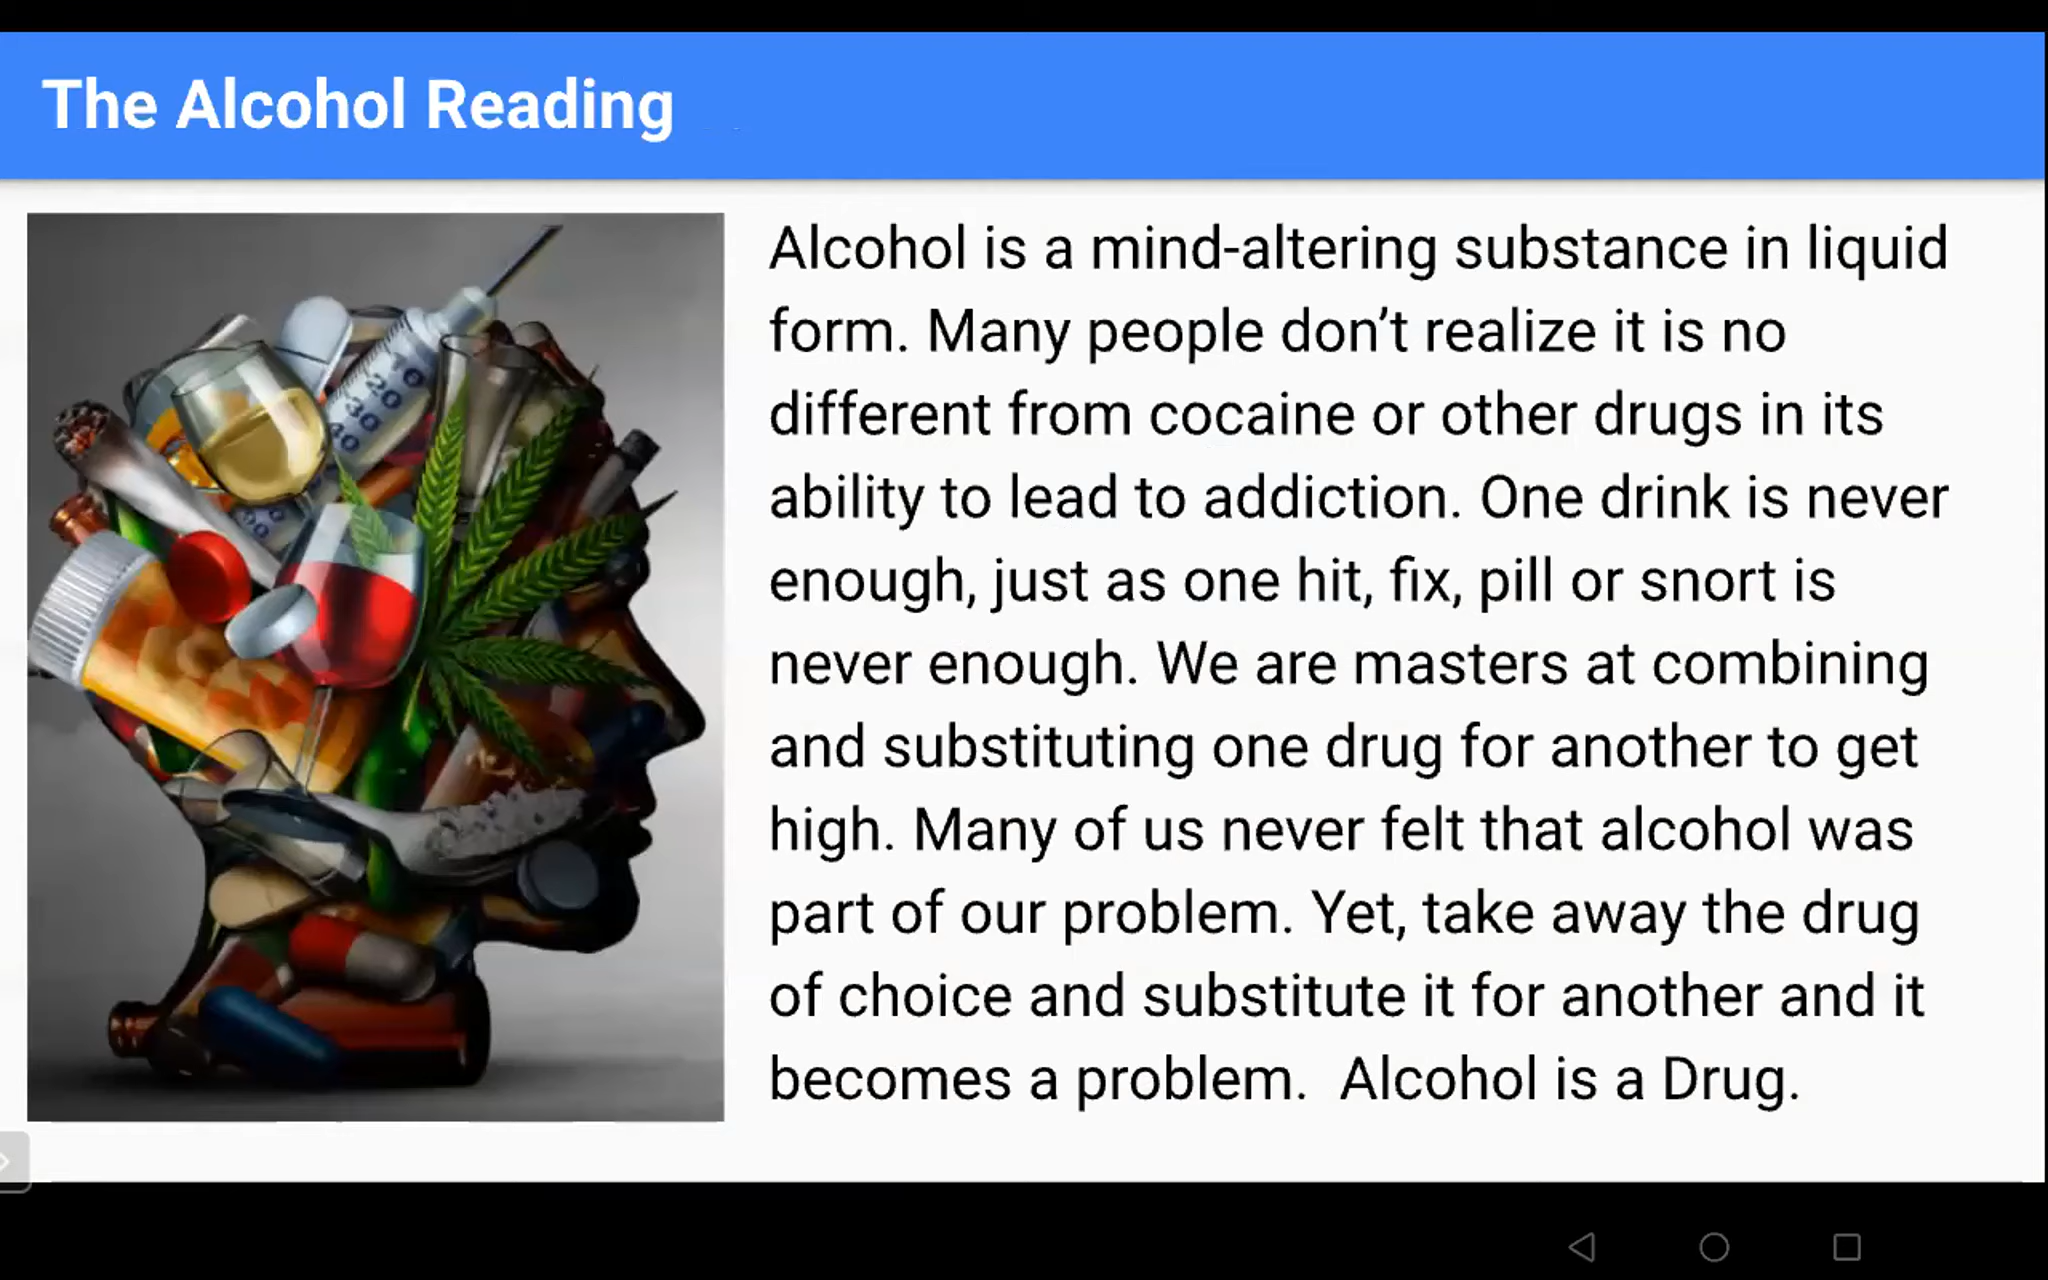 The Alcohol Reading
Alcohol is a mind-altering substance in liquid
form. Many people don’t realize it is no
different from cocaine or other drugs in its
ability to lead to addiction. One drink is never
enough, just as one hit, fix, pill or snort is
never enough. We are masters at combining
and substituting one drug for another to get
high. Many of us never felt that alcohol was
part of our problem. Yet, take away the drug
of choice and substitute it for another and it
becomes a problem.  Alcohol is a Drug.
10
20
30
40